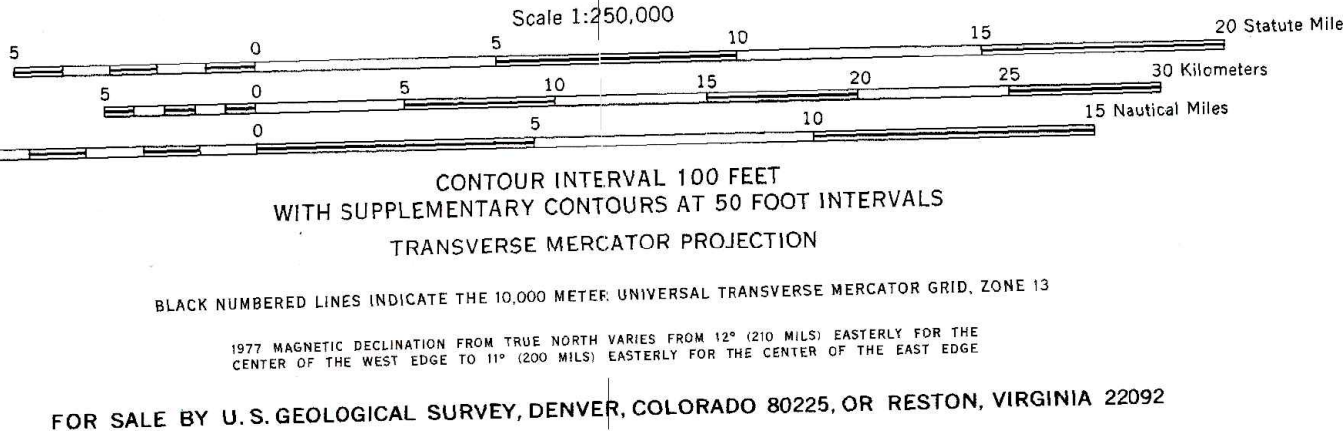 Scale 1:250,000
5 0 5 10 15 20 Statute Mile
5 0 5 10 15 20 25 30 Kilometers
0 5 10 15 Nautical Miles
CONTOUR INTERVAL 100 FEET
WITH SUPPLEMENTARY CONTOURS AT 50 FOOT INTERVALS
TRANSVERSE MERCATOR PROJECTION
BLACK NUMBERED LINES INDICATE THE 10,000 METER UNIVERSAL TRANSVERSE MERCATOR GRID, ZONE 13
1977 MAGNETIC DECLINATION FROM TRUE NORTH VARIES FROM 12° (210 MILS) EASTERLY FOR THE
CENTER OF THE WEST EDGE TO 11° (200 MILS) EASTERLY FOR THE CENTER OF THE EAST EDGE
FOR SALE BY U.S. GEOLOGICAL SURVEY, DENVER, COLORADO 80225, OR RESTON, VIRGINIA 22092